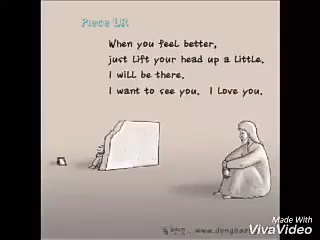 Piece LR
When you feel better,
just lift your head up a little.
I will be there.
I want to see you. I love you.
Made With
VivaVideo